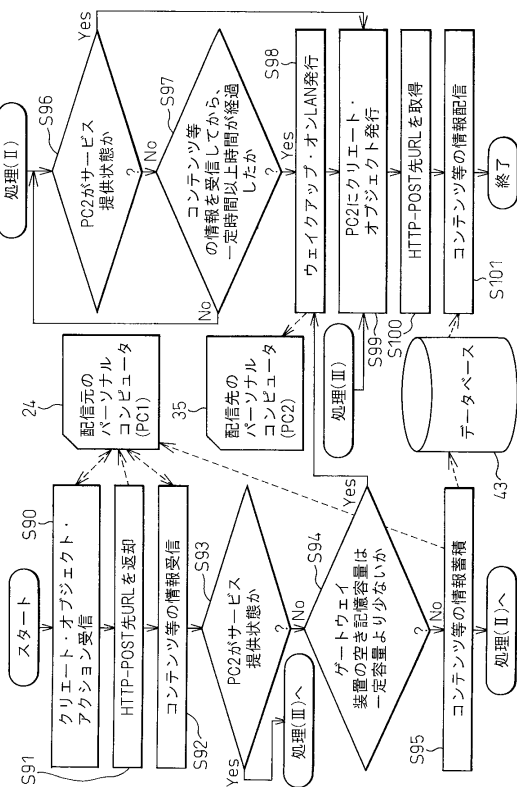 スタート
S90
クリエート・オブジェクト・
アクション受信
S91
HTTP-POST先URLを返却
S92
コンテンツ等の情報受信
S93
PC2がサービス
提供状態か
?
Yes
処理(Ⅲ)へ
No
S94
ゲートウェイ
装置の空き記憶容量は
一定容量より少ないか
?
Yes
No
S95
コンテンツ等の情報蓄積
処理(Ⅱ)へ
24
配信元の
パーソナル
コンピュータ
(PC1)
35
配信先の
パーソナル
コンピュータ
(PC2)
処理(Ⅲ)
データベース
43
処理(Ⅱ)
S96
PC2がサービス
提供状態か
?
Yes
No
S97
コンテンツ等
の情報を受信してから、
一定時間以上時間が経過
したか
?
No
Yes
S98
ウェイクアップ・オンLAN発行
S99
PC2にクリエート・
オブジェクト発行
S100
HTTP-POST先URLを取得
S101
コンテンツ等の情報配信
終了